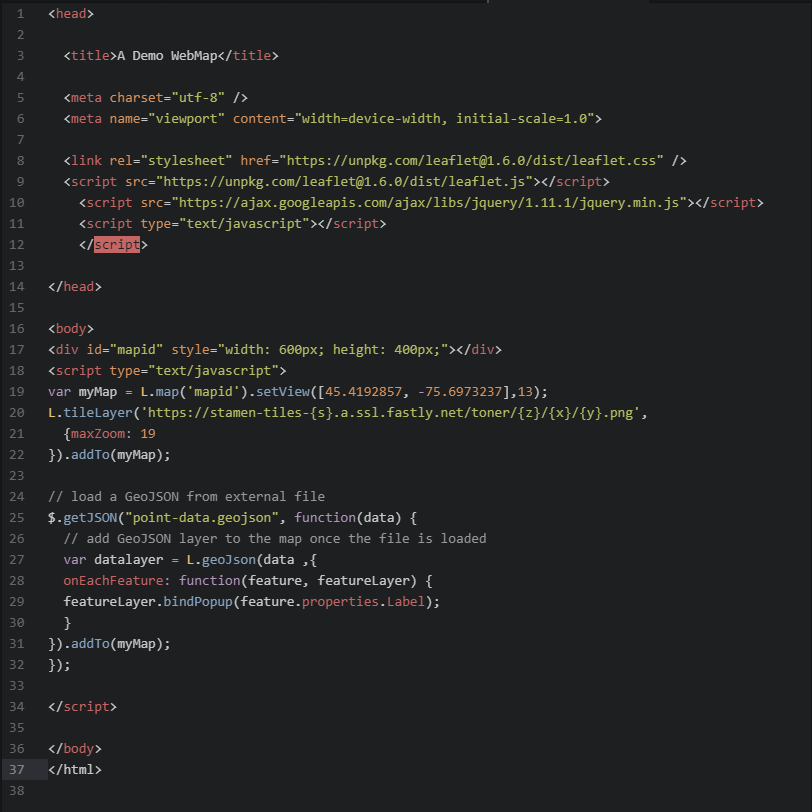 1 <head>
2
3 <title>A Demo WebMap</title>
4
5 <meta charset="utf-8" />
6 <meta name="viewport" content="width=device-width, initial-scale=1.0">
7
8 <link rel="stylesheet" href="https://unpkg.com/leaflet@1.6.0/dist/leaflet.css" />
9 <script src="https://unpkg.com/leaflet@1.6.0/dist/leaflet.js"></script>
10 <script src="https://ajax.googleapis.com/ajax/libs/jquery/1.11.1/jquery.min.js"></script>
11 <script type="text/javascript"></script>
12 </script>
13
14 </head>
15
16 <body>
17 <div id="mapid" style="width: 600px; height: 400px;"></div>
18 <script type="text/javascript">
19 var myMap = L.map('mapid').setView([45.4192857, -75.6973237],13);
20 L.tileLayer('https://stamen-tiles-{s}.a.ssl.fastly.net/toner/{z}/{x}/{y}.png',
21 {maxZoom: 19
22 }).addTo(myMap);
23
24 // load a GeoJSON from external file
25 $.getJSON("point-data.geojson", function(data) {
26 // add GeoJSON layer to the map once the file is loaded
27 var datalayer = L.geoJson(data ,{
28 onEachFeature: function(feature, featureLayer) {
29 featureLayer.bindPopup(feature.properties.Label);
30 }
31 }).addTo(myMap);
32 });
33
34 </script>
35
36 </body>
37 </html>
38